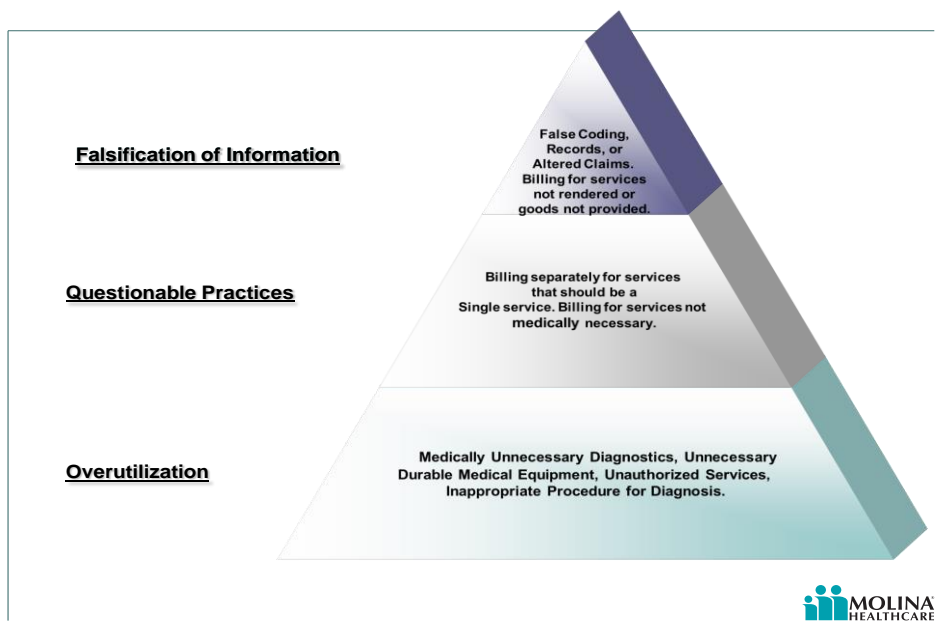 Falsification of Information
False Coding,
Records, or
Altered Claims.
Billing for services
not rendered or
goods not provided.
Questionable Practices
Billing separately for services
that should be a
Single service. Billing for services not
medically necessary.
Overutilization
Medically Unnecessary Diagnostics, Unnecessary
Durable Medical Equipment, Unauthorized Services,
Inappropriate Procedure for Diagnosis.
MOLINA
HEALTHCARE